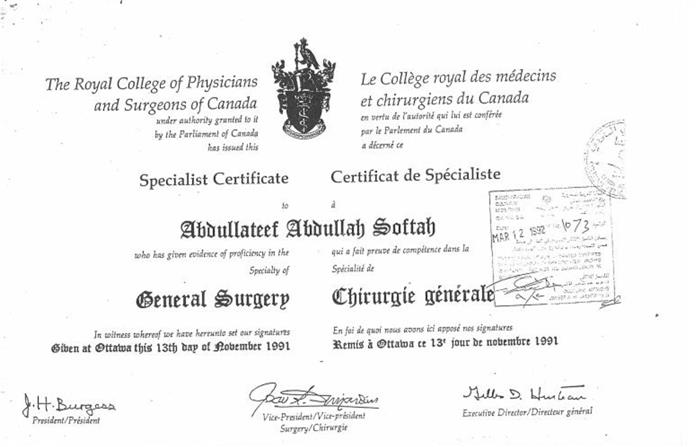 The Royal College of Physicians
and Surgeons of Canada
under authority granted to it
by the Parliament of Canada
has issued this
Le Collège royal des médecins
et chirurgiens du Canada
en vertu de l'autorité qui lui est conférée
par le Parlement du Canada
a décerné ce
Specialist Certificate
Certificat de Spécialiste
to
à
Abdullateef Abdullah Softah
who has given evidence of proficiency in the
Specialty of
qui a fait preuve de compétence dans la
Spécialité de
General Surgery
Chirurgie générale
In witness whereof we have hereunto set our signatures
Given at Ottawa this 13th day of November 1991
En foi de quoi nous avons ici apposé nos signatures
Remis à Ottawa ce 13e jour de novembre 1991
MAR 12 1992
1073
J.H. Burgess
President/Président
Vice-President/Vice-président
Surgery/Chirurgie
Gilles D. Hurteau
Executive Director/Directeur général